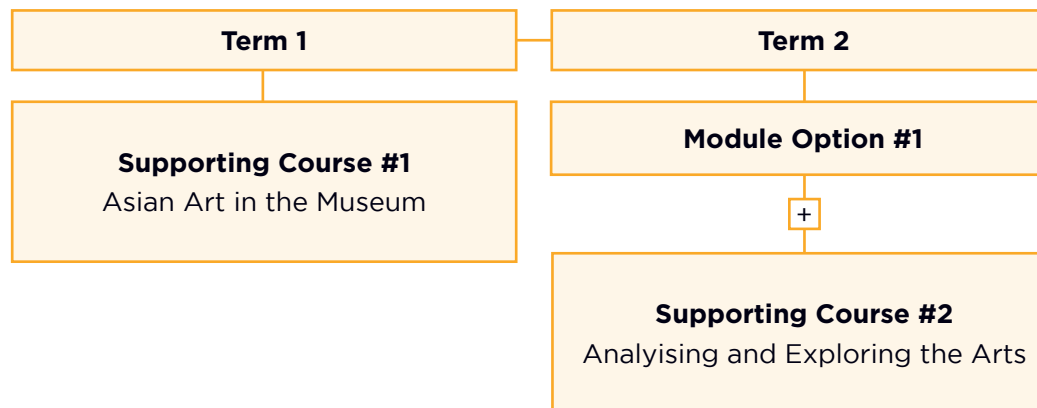 Term 1
Supporting Course #1
Asian Art in the Museum
Term 2
Module Option #1
+
Supporting Course #2
Analyising and Exploring the Arts